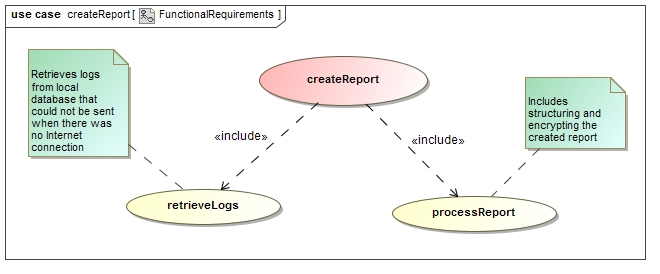 use case createReport [ FunctionalRequirements ]
Retrieves logs
from local
database that
could not be sent
when there was
no Internet
connection
createReport
Includes
structuring and
encrypting the
created report
«include»
«include»
retrieveLogs
processReport